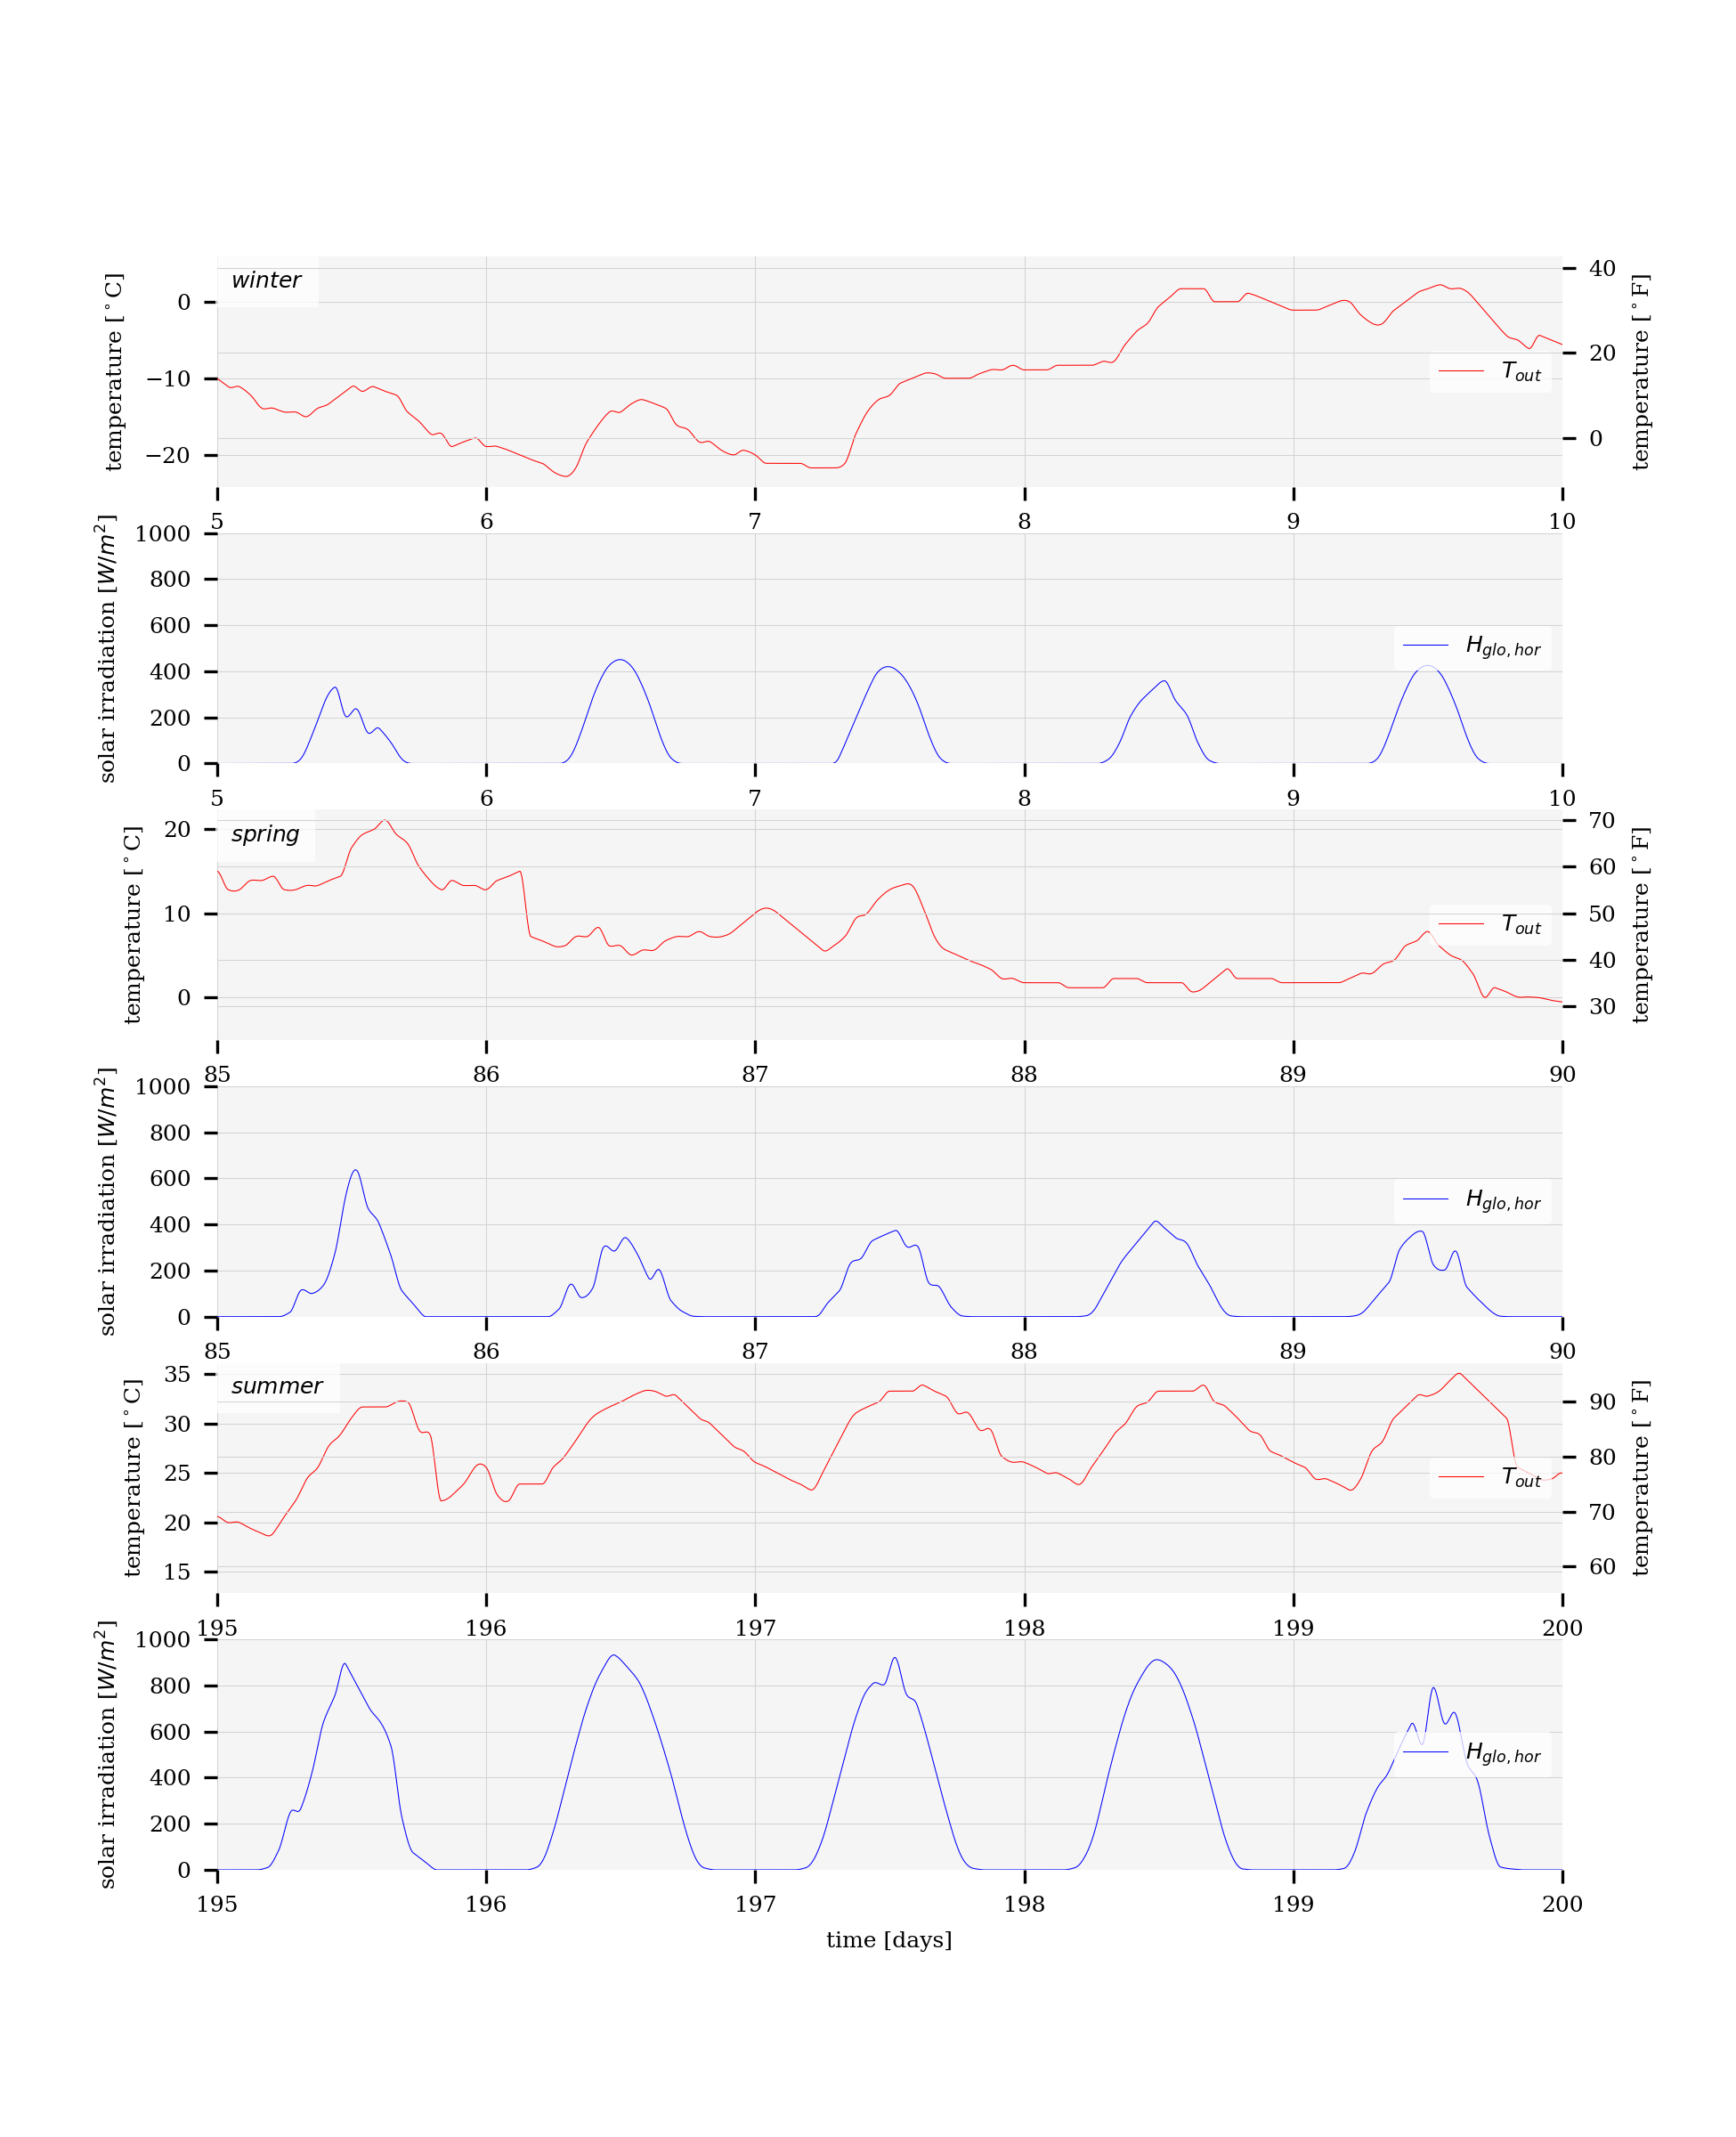 winter
temperature [°C]
0
−10
−20
40
20
0
temperature [°F]
T_out
5 6 7 8 9 10
solar irradiation [W/m²]
1000
800
600
400
200
0
H_glo,hor
5 6 7 8 9 10
spring
temperature [°C]
20
10
0
70
60
50
40
30
temperature [°F]
T_out
85 86 87 88 89 90
solar irradiation [W/m²]
1000
800
600
400
200
0
H_glo,hor
85 86 87 88 89 90
summer
temperature [°C]
35
30
25
20
15
90
80
70
60
temperature [°F]
T_out
195 196 197 198 199 200
solar irradiation [W/m²]
1000
800
600
400
200
0
H_glo,hor
195 196 197 198 199 200
time [days]